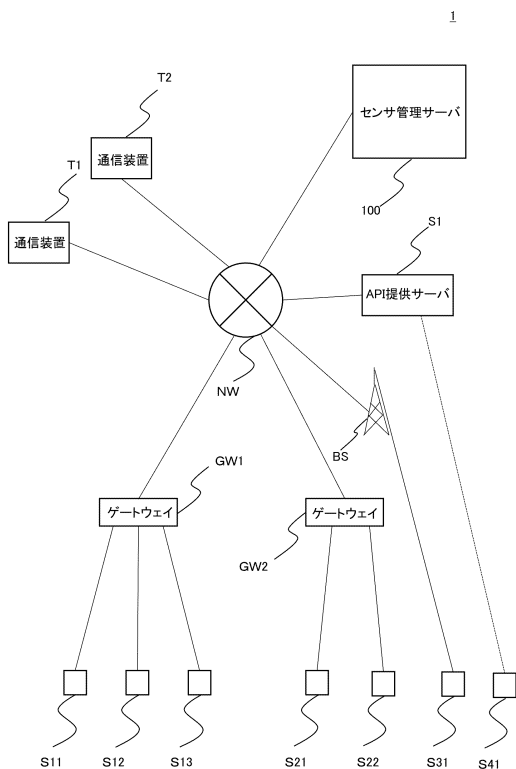 1
T2
センサ管理サーバ
通信装置
T1
100
S1
通信装置
API提供サーバ
NW
BS
GW1
ゲートウェイ
ゲートウェイ
GW2
S11
S12
S13
S21
S22
S31
S41